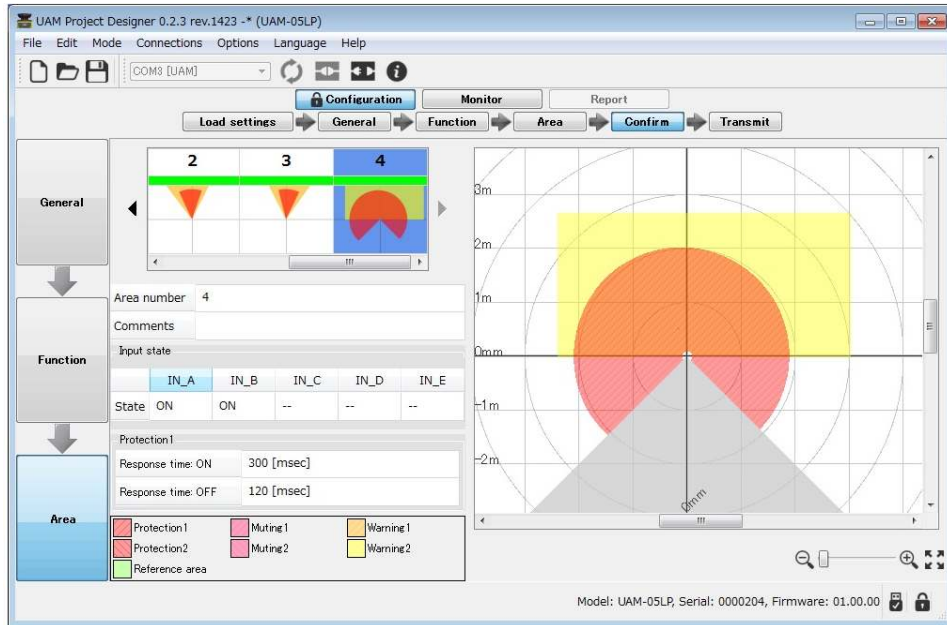 UAM Project Designer 0.2.3 rev.1423 -* (UAM-05LP)
File Edit Mode Connections Options Language Help
COM3 [UAM]
Configuration Monitor Report
Load settings General Function Area Confirm Transmit
General
Function
Area
2 3 4
Area number 4
Comments
Input state
IN_A IN_B IN_C IN_D IN_E
State ON ON -- -- --
Protection1
Response time: ON 300 [msec]
Response time: OFF 120 [msec]
Protection1 Muting1 Warning1
Protection2 Muting2 Warning2
Reference area
3m
2m
1m
0mm
-1m
-2m
0mm
Model: UAM-05LP, Serial: 0000204, Firmware: 01.00.00